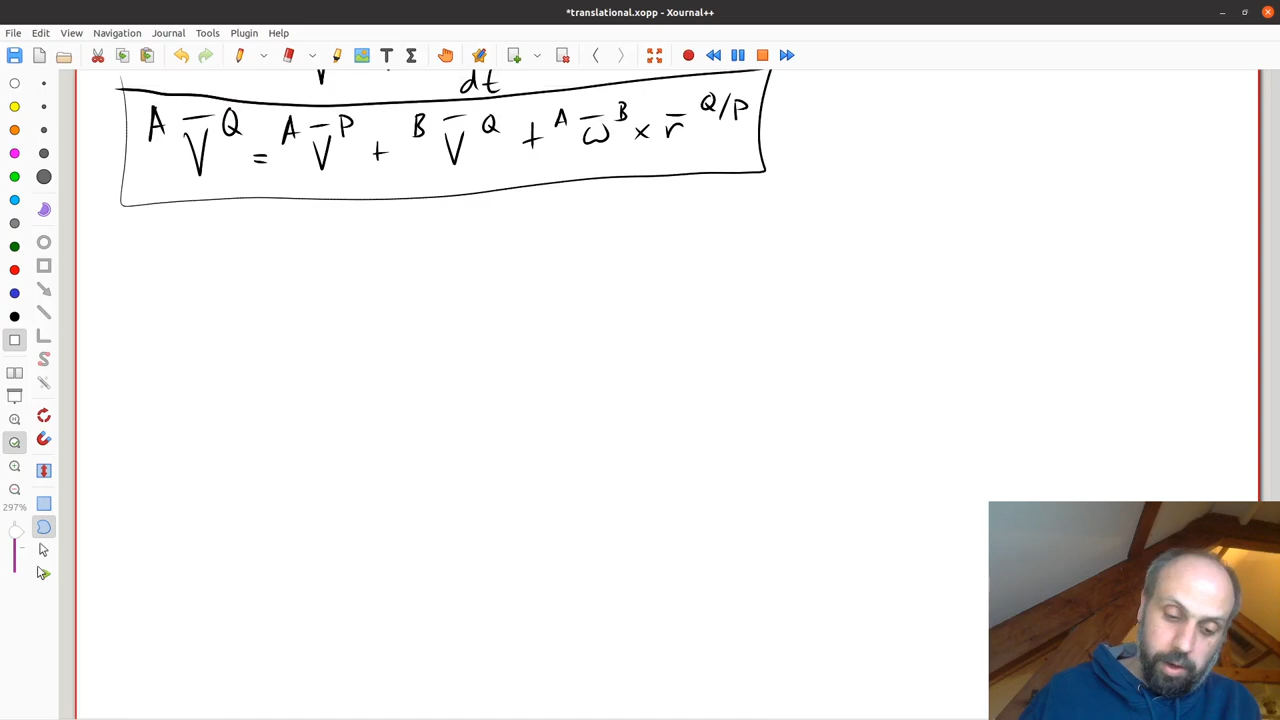 *translational.xopp - Xournal++
File Edit View Navigation Journal Tools Plugin Help
V dt
A V̅ Q = A V̅ P + B V̅ Q + A ω̅ B × r̅ Q/P
297%